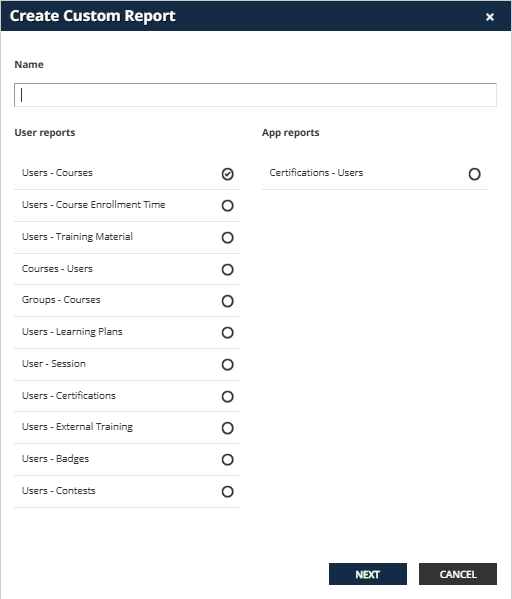 Create Custom Report
Name
User reports
Users - Courses
Users - Course Enrollment Time
Users - Training Material
Courses - Users
Groups - Courses
Users - Learning Plans
User - Session
Users - Certifications
Users - External Training
Users - Badges
Users - Contests
App reports
Certifications - Users
NEXT
CANCEL